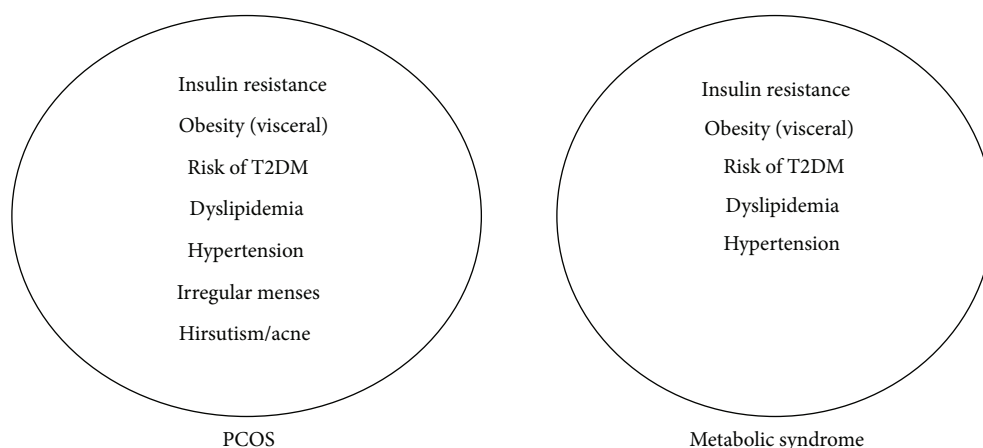 Insulin resistance
Obesity (visceral)
Risk of T2DM
Dyslipidemia
Hypertension
Irregular menses
Hirsutism/acne
PCOS
Insulin resistance
Obesity (visceral)
Risk of T2DM
Dyslipidemia
Hypertension
Metabolic syndrome